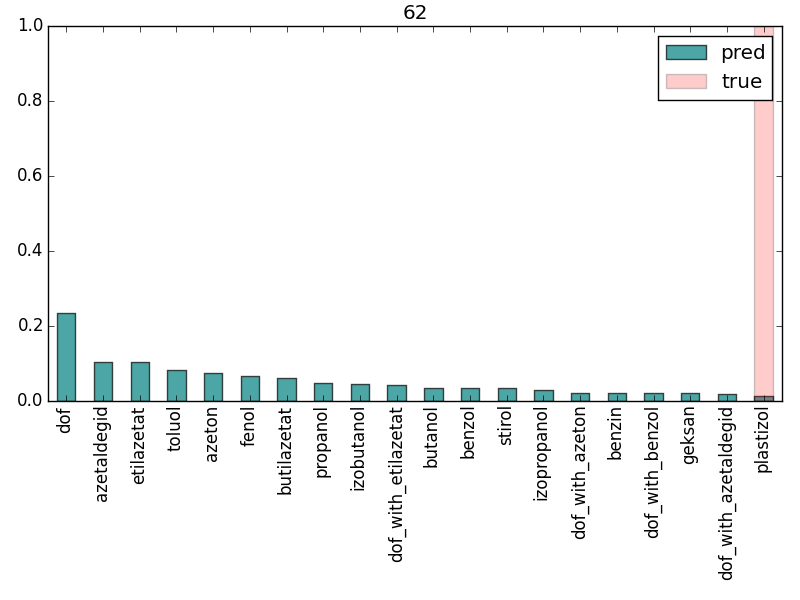 62
1.0
0.8
0.6
0.4
0.2
0.0
pred
true
dof
azetaldegid
etilazetat
toluol
azeton
fenol
butilazetat
propanol
izobutanol
dof_with_etilazetat
butanol
benzol
stirol
izopropanol
dof_with_azeton
benzin
dof_with_benzol
geksan
dof_with_azetaldegid
plastizol